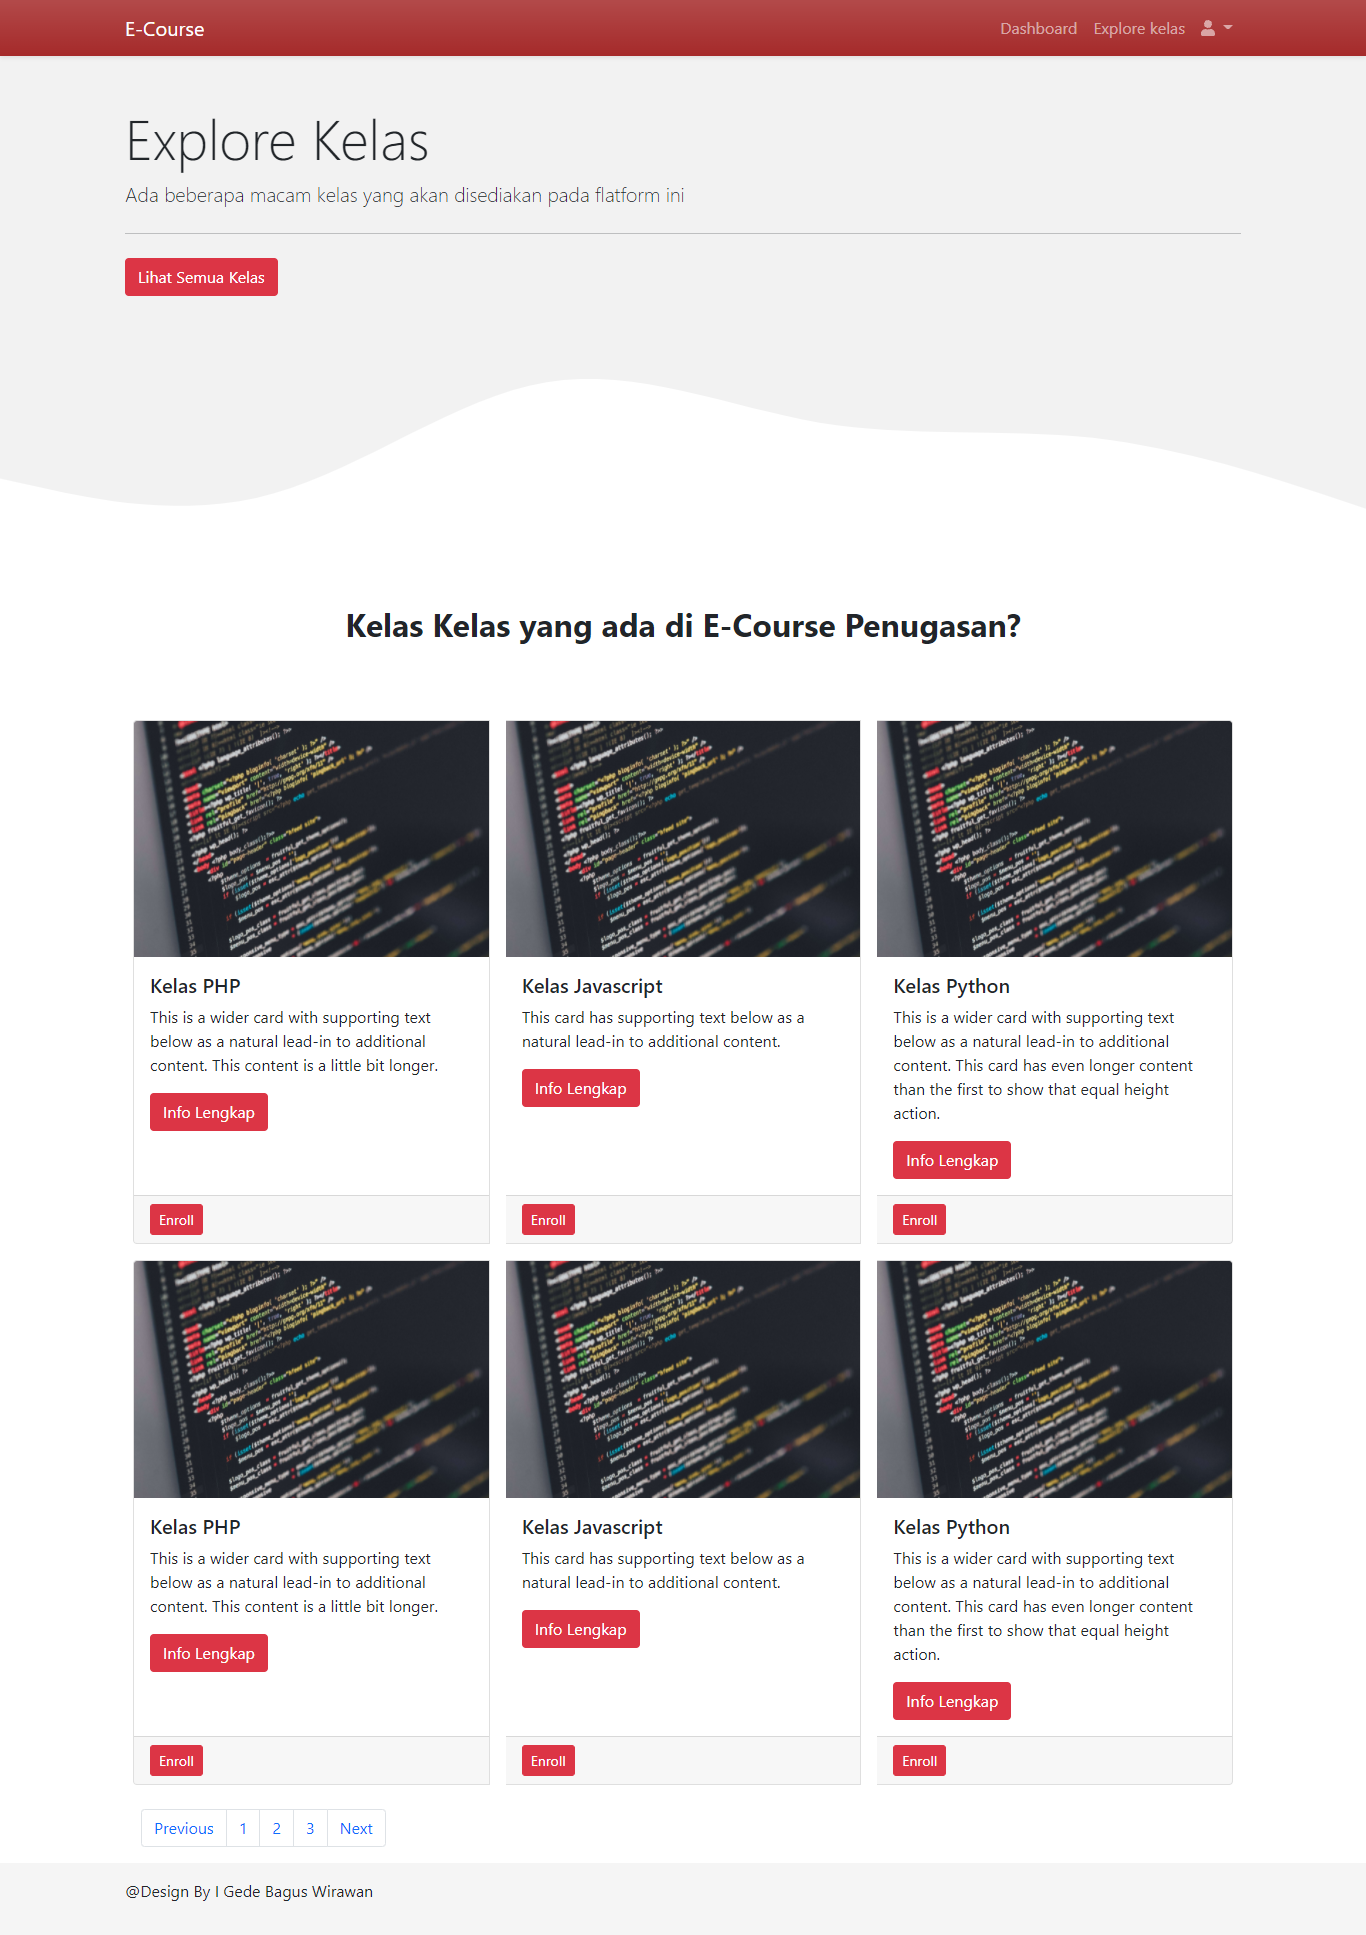 E-Course
Dashboard
Explore kelas
Explore Kelas
Ada beberapa macam kelas yang akan disediakan pada flatform ini
Lihat Semua Kelas
Kelas Kelas yang ada di E-Course Penugasan?
Kelas PHP
This is a wider card with supporting text
below as a natural lead-in to additional
content. This content is a little bit longer.
Info Lengkap
Enroll
Kelas Javascript
This card has supporting text below as a
natural lead-in to additional content.
Info Lengkap
Enroll
Kelas Python
This is a wider card with supporting text
below as a natural lead-in to additional
content. This card has even longer content
than the first to show that equal height
action.
Info Lengkap
Enroll
Kelas PHP
This is a wider card with supporting text
below as a natural lead-in to additional
content. This content is a little bit longer.
Info Lengkap
Enroll
Kelas Javascript
This card has supporting text below as a
natural lead-in to additional content.
Info Lengkap
Enroll
Kelas Python
This is a wider card with supporting text
below as a natural lead-in to additional
content. This card has even longer content
than the first to show that equal height
action.
Info Lengkap
Enroll
Previous 1 2 3 Next
@Design By I Gede Bagus Wirawan